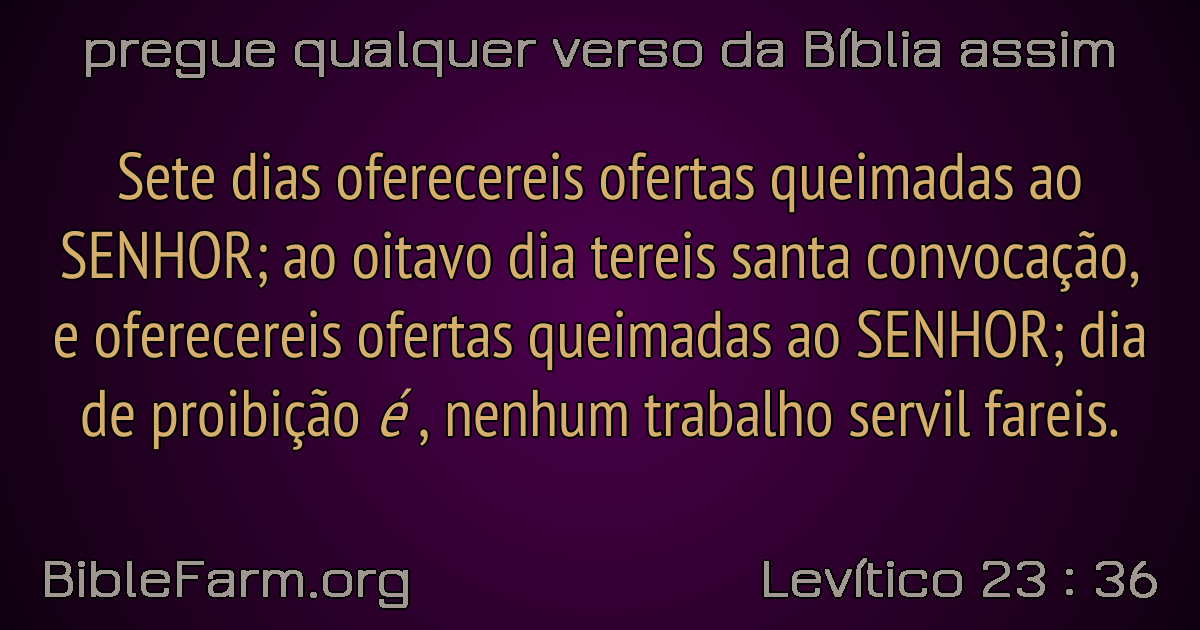 pregue qualquer verso da Bíblia assim
Sete dias oferecereis ofertas queimadas ao
SENHOR; ao oitavo dia tereis santa convocação,
e oferecereis ofertas queimadas ao SENHOR; dia
de proibição é , nenhum trabalho servil fareis.
BibleFarm.org
Levítico 23 : 36